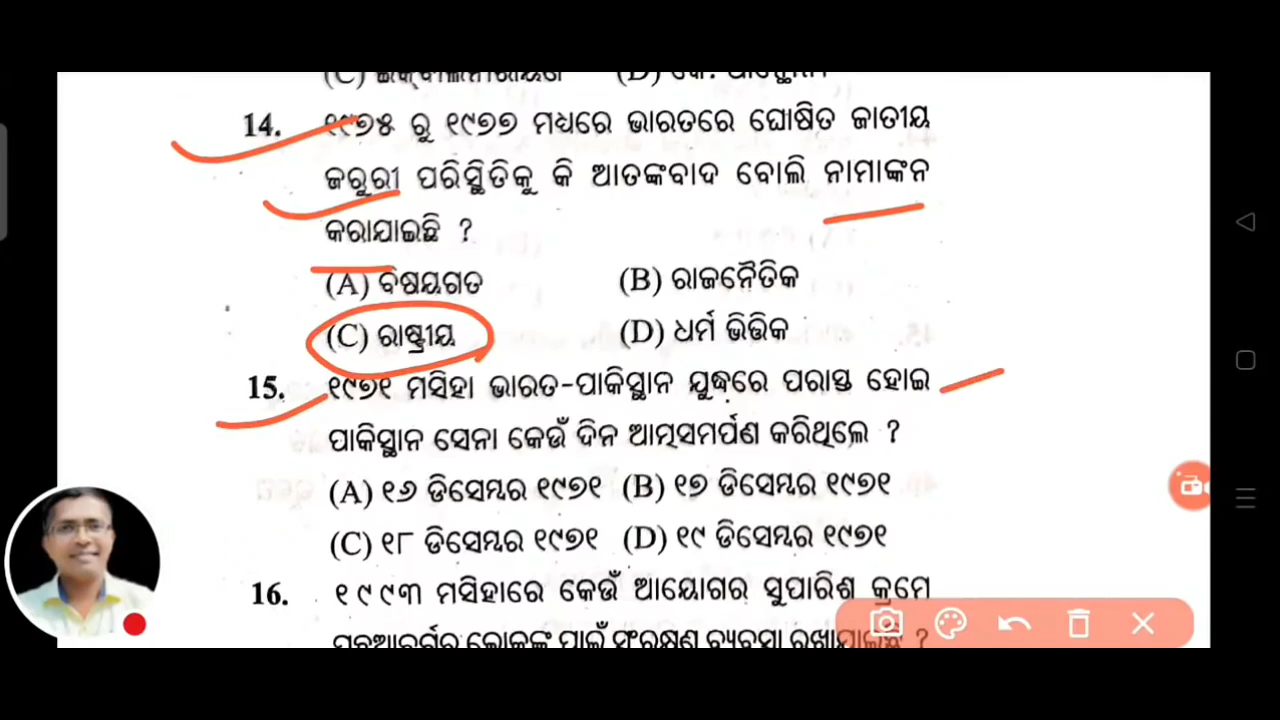 14. ୧୯୭୫ ରୁ ୧୯୭୭ ମଧ୍ୟରେ ଭାରତରେ ଘୋଷିତ ଜାତୀୟ
ଜରୁରୀ ପରିସ୍ଥିତିକୁ କି ଆତଙ୍କବାଦ ବୋଲି ନାମାଙ୍କନ
କରାଯାଇଛି ?
(A) ବିଷୟଗତ (B) ରାଜନୈତିକ
(C) ରାଷ୍ଟ୍ରୀୟ (D) ଧର୍ମ ଭିତ୍ତିକ
15. ୧୯୭୧ ମସିହା ଭାରତ-ପାକିସ୍ଥାନ ଯୁଦ୍ଧରେ ପରାସ୍ତ ହୋଇ
ପାକିସ୍ଥାନ ସେନା କେଉଁ ଦିନ ଆତ୍ମସମର୍ପଣ କରିଥିଲେ ?
(A) ୧୬ ଡିସେମ୍ବର ୧୯୭୧ (B) ୧୭ ଡିସେମ୍ବର ୧୯୭୧
(C) ୧୮ ଡିସେମ୍ବର ୧୯୭୧ (D) ୧୯ ଡିସେମ୍ବର ୧୯୭୧
16. ୧୯୯୩ ମସିହାରେ କେଉଁ ଆୟୋଗର ସୁପାରିଶ କ୍ରମେ